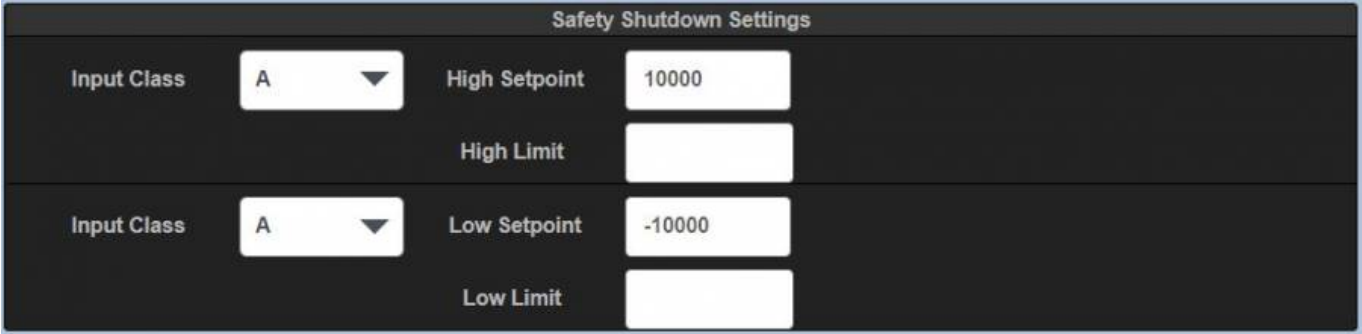 Safety Shutdown Settings
Input Class A High Setpoint 10000
High Limit
Input Class A Low Setpoint -10000
Low Limit